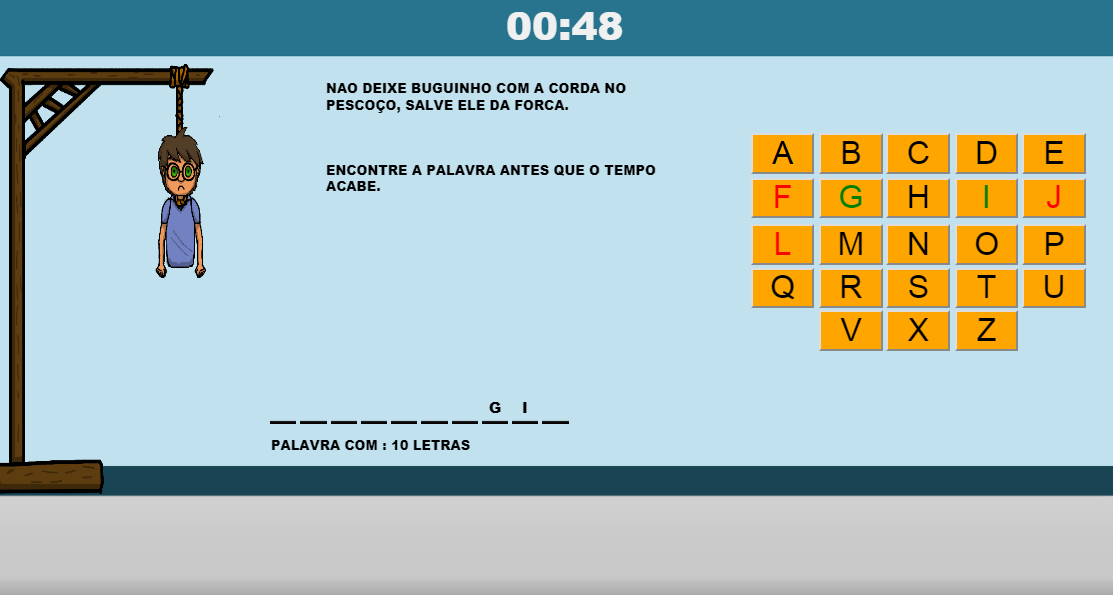 00:48
NAO DEIXE BUGUINHO COM A CORDA NO
PESCOÇO, SALVE ELE DA FORCA.
ENCONTRE A PALAVRA ANTES QUE O TEMPO
ACABE.
A B C D E
F G H I J
L M N O P
Q R S T U
V X Z
G I
PALAVRA COM : 10 LETRAS